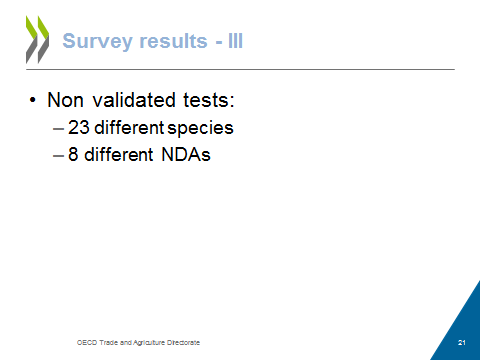 Survey results - III
• Non validated tests:
– 23 different species
– 8 different NDAs
OECD Trade and Agriculture Directorate
21